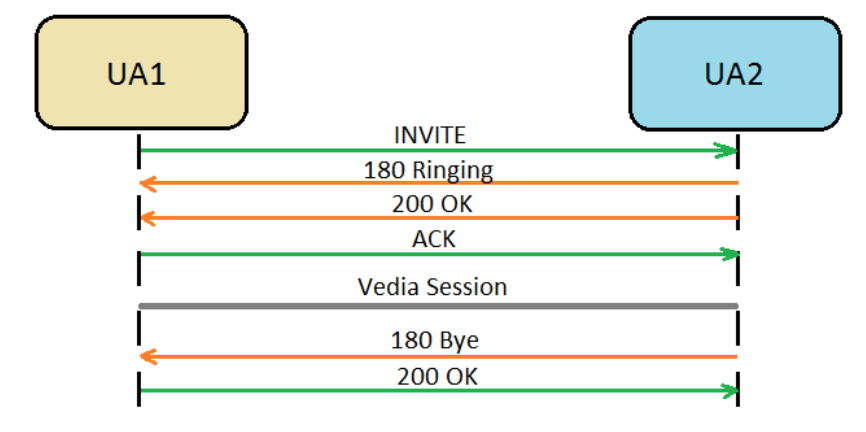 UA1
UA2
INVITE
180 Ringing
200 OK
ACK
Vedia Session
180 Bye
200 OK